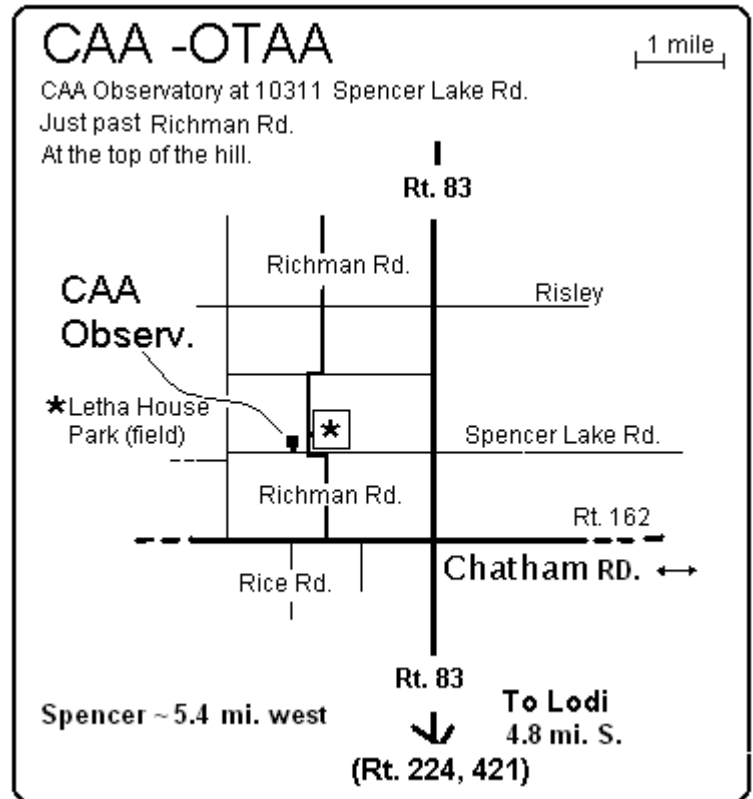 CAA -OTAA
1 mile
CAA Observatory at 10311 Spencer Lake Rd.
Just past Richman Rd.
At the top of the hill.
Rt. 83
Richman Rd.
CAA
Observ.
Risley
*Letha House
Park (field)
*
Spencer Lake Rd.
Richman Rd.
Rt. 162
Chatham RD.
Rice Rd.
Rt. 83
Spencer ~ 5.4 mi. west
To Lodi
4.8 mi. S.
(Rt. 224, 421)